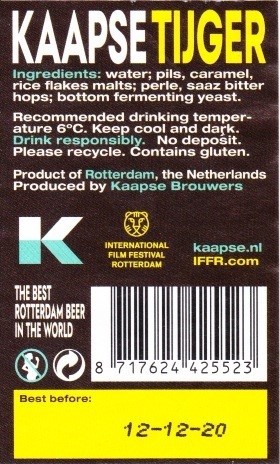 KAAPSE TIJGER
Ingredients: water; pils, caramel,
rice flakes malts; perle, saaz bitter
hops; bottom fermenting yeast.
Recommended drinking temper-
ature 6°C. Keep cool and dark.
Drink responsibly. No deposit.
Please recycle. Contains gluten.
Product of Rotterdam, the Netherlands
Produced by Kaapse Brouwers
K
INTERNATIONAL
FILM FESTIVAL
ROTTERDAM
kaapse.nl
IFFR.com
THE BEST
ROTTERDAM BEER
IN THE WORLD
8 717624 425523
Best before:
12-12-20